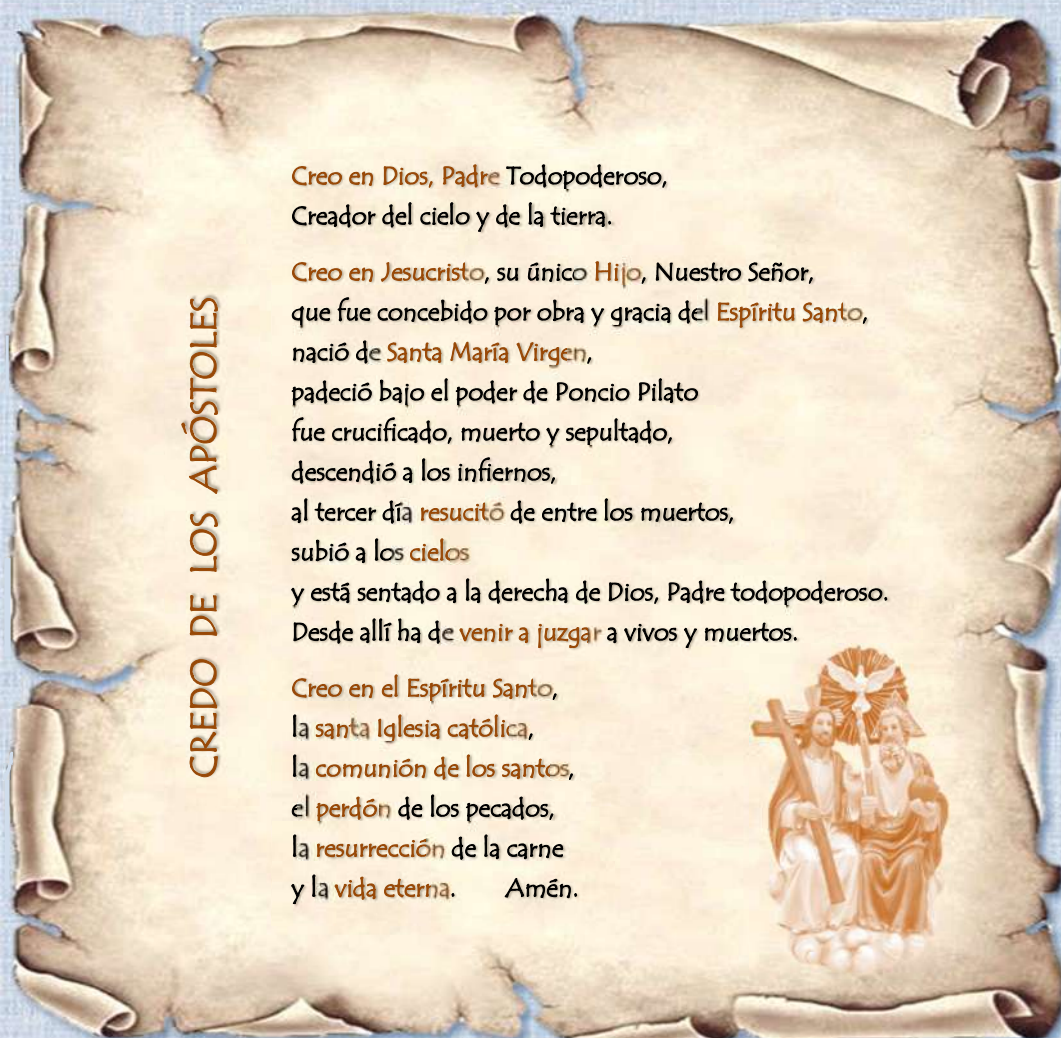 CREDO DE LOS APÓSTOLES
Creo en Dios, Padre Todopoderoso,
Creador del cielo y de la tierra.
Creo en Jesucristo, su único Hijo, Nuestro Señor,
que fue concebido por obra y gracia del Espíritu Santo,
nació de Santa María Virgen,
padeció bajo el poder de Poncio Pilato
fue crucificado, muerto y sepultado,
descendió a los infiernos,
al tercer día resucitó de entre los muertos,
subió a los cielos
y está sentado a la derecha de Dios, Padre todopoderoso.
Desde allí ha de venir a juzgar a vivos y muertos.
Creo en el Espíritu Santo,
la santa Iglesia católica,
la comunión de los santos,
el perdón de los pecados,
la resurrección de la carne
y la vida eterna. Amén.